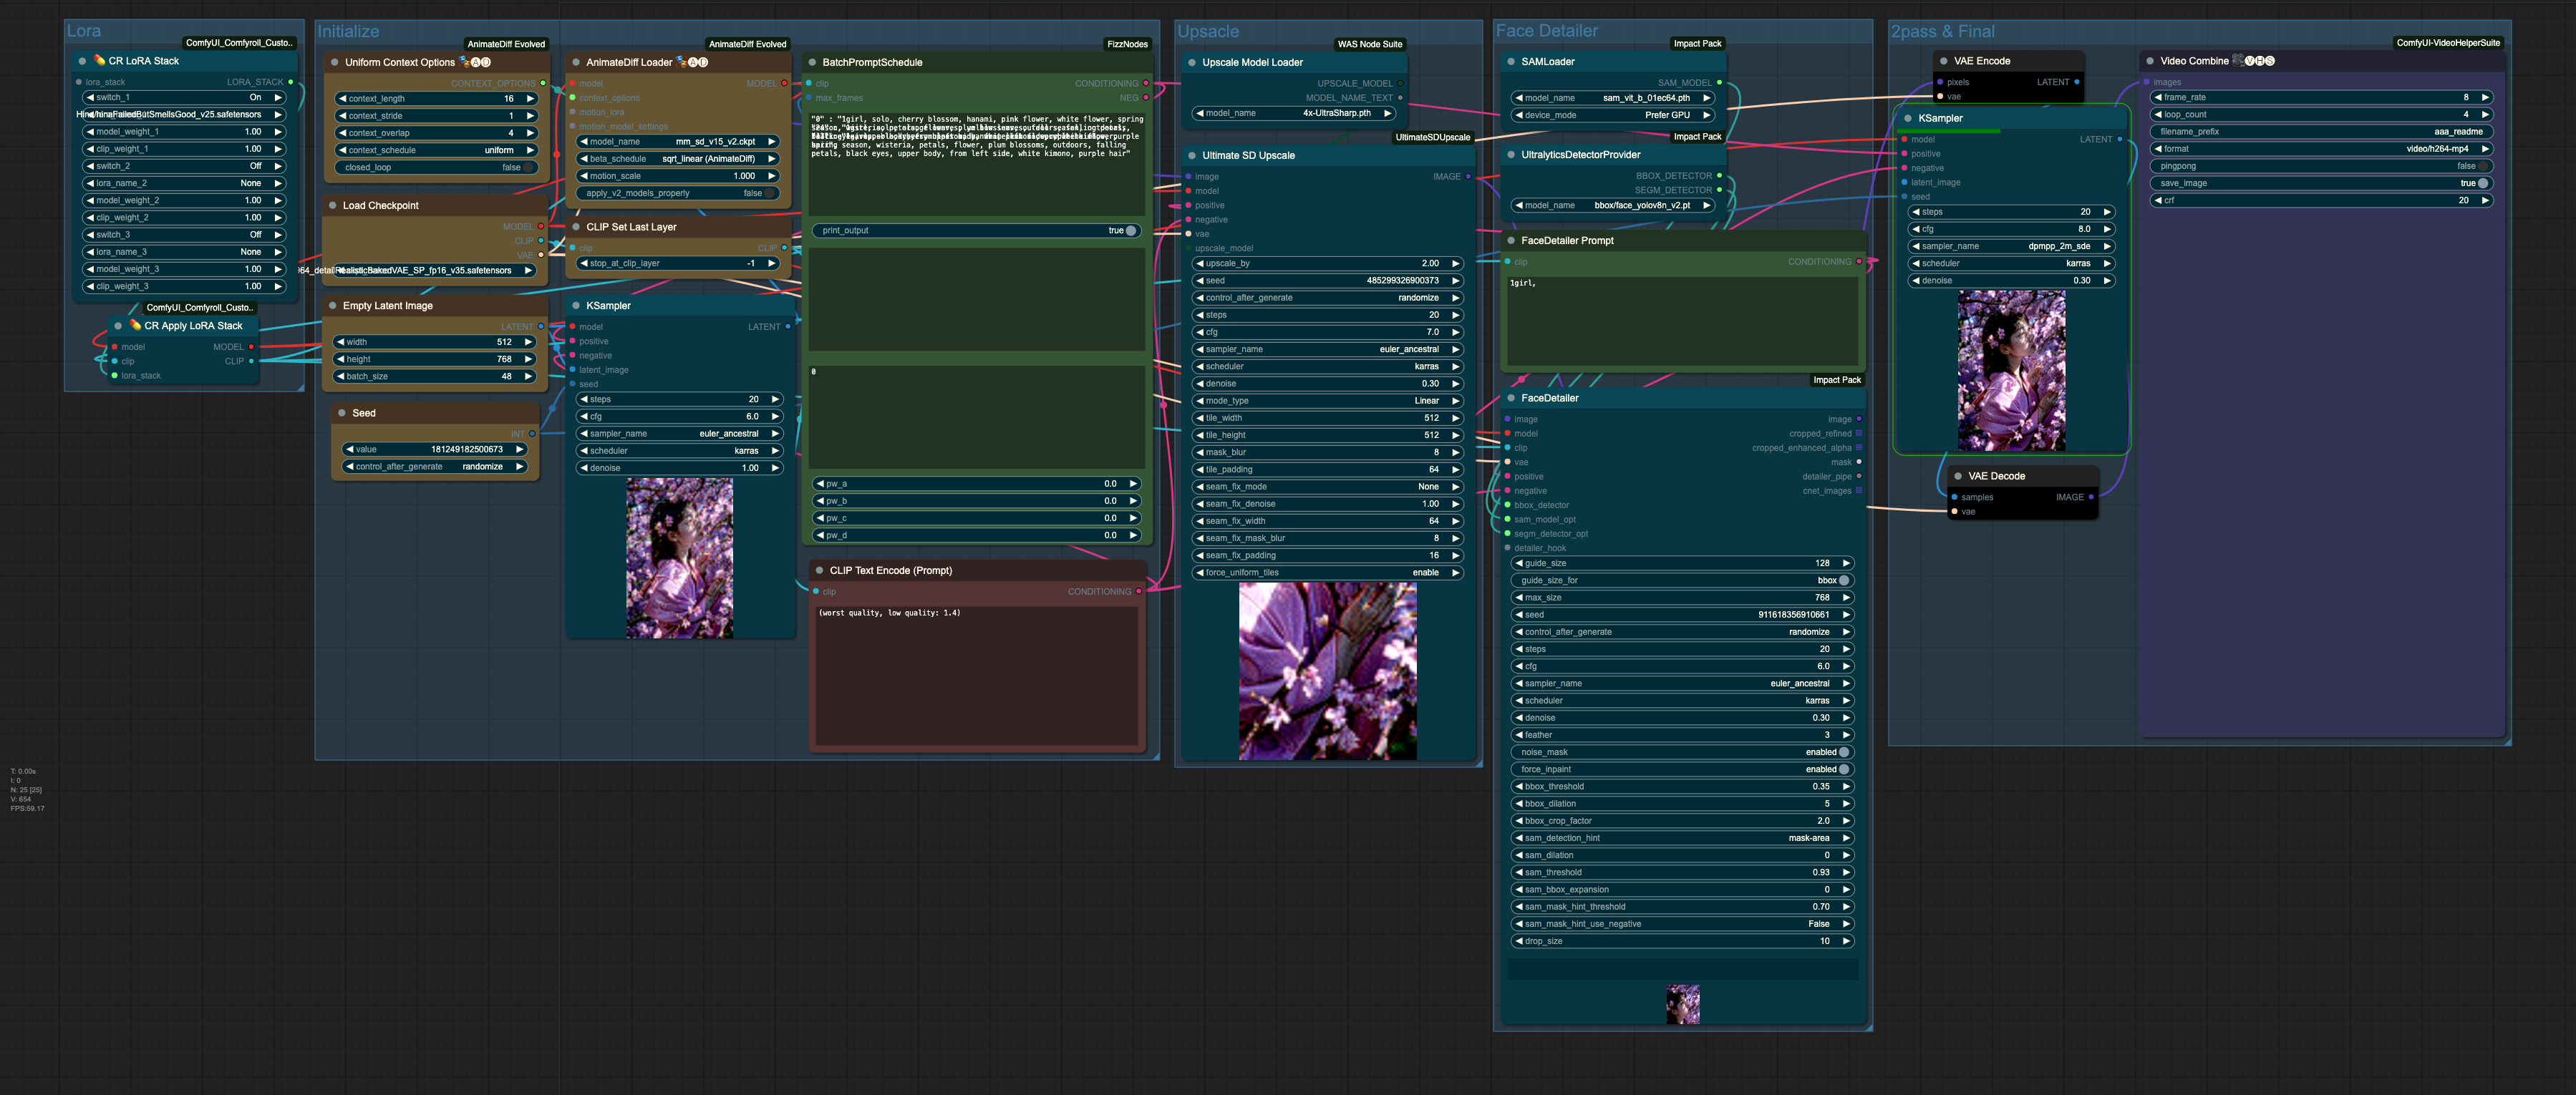 Lora
ComfyUI_Comfyroll_Custo..
CR LoRA Stack
lora_stack LORA_STACK
switch_1 On
model_weight_1 1.00
clip_weight_1 1.00
switch_2 Off
lora_name_2 None
model_weight_2 1.00
clip_weight_2 1.00
switch_3 Off
lora_name_3 None
model_weight_3 1.00
clip_weight_3 1.00
ComfyUI_Comfyroll_Custo..
CR Apply LoRA Stack
model MODEL
clip CLIP
lora_stack
Initialize
AnimateDiff Evolved
Uniform Context Options
CONTEXT_OPTIONS
context_length 16
context_stride 1
context_overlap 4
context_schedule uniform
closed_loop false
Load Checkpoint
MODEL
CLIP
VAE
Empty Latent Image
LATENT
width 512
height 768
batch_size 48
Seed
INT
value 181249182500673
control_after_generate randomize
AnimateDiff Evolved
AnimateDiff Loader
model MODEL
context_options
motion_lora
motion_model_settings
model_name mm_sd_v15_v2.ckpt
beta_schedule sqrt_linear (AnimateDiff)
motion_scale 1.000
apply_v2_models_properly false
CLIP Set Last Layer
clip CLIP
stop_at_clip_layer -1
KSampler
model LATENT
positive
negative
latent_image
seed
steps 20
cfg 6.0
sampler_name euler_ancestral
scheduler karras
denoise 1.00
FizzNodes
BatchPromptSchedule
clip CONDITIONING
max_frames NEG
"0" : "1girl, solo, cherry blossom, hanami, pink flower, white flower, spring
petals, black eyes, upper body, from left side, white kimono, purple hair"
print_output true
0
pw_a 0.0
pw_b 0.0
pw_c 0.0
pw_d 0.0
CLIP Text Encode (Prompt)
clip CONDITIONING
(worst quality, low quality: 1.4)
Upsacle
WAS Node Suite
Upscale Model Loader
UPSCALE_MODEL
MODEL_NAME_TEXT
model_name 4x-UltraSharp.pth
UltimateSDUpscale
Ultimate SD Upscale
image IMAGE
model
positive
negative
vae
upscale_model
upscale_by 2.00
seed 485299326900373
control_after_generate randomize
steps 20
cfg 7.0
sampler_name euler_ancestral
scheduler karras
denoise 0.30
mode_type Linear
tile_width 512
tile_height 512
mask_blur 8
tile_padding 64
seam_fix_mode None
seam_fix_denoise 1.00
seam_fix_width 64
seam_fix_mask_blur 8
seam_fix_padding 16
force_uniform_tiles enable
Face Detailer
Impact Pack
SAMLoader
SAM_MODEL
model_name sam_vit_b_01ec64.pth
device_mode Prefer GPU
Impact Pack
UltralyticsDetectorProvider
BBOX_DETECTOR
SEGM_DETECTOR
model_name bbox/face_yolov8n_v2.pt
FaceDetailer Prompt
clip CONDITIONING
1girl,
Impact Pack
FaceDetailer
image image
model cropped_refined
clip cropped_enhanced_alpha
vae mask
positive detailer_pipe
negative cnet_images
bbox_detector
sam_model_opt
segm_detector_opt
detailer_hook
guide_size 128
guide_size_for bbox
max_size 768
seed 911618356910661
control_after_generate randomize
steps 20
cfg 6.0
sampler_name euler_ancestral
scheduler karras
denoise 0.30
feather 3
noise_mask enabled
force_inpaint enabled
bbox_threshold 0.35
bbox_dilation 5
bbox_crop_factor 2.0
sam_detection_hint mask-area
sam_dilation 0
sam_threshold 0.93
sam_bbox_expansion 0
sam_mask_hint_threshold 0.70
sam_mask_hint_use_negative False
drop_size 10
2pass & Final
VAE Encode
pixels LATENT
vae
KSampler
model LATENT
positive
negative
latent_image
seed
steps 20
cfg 8.0
sampler_name dpmpp_2m_sde
scheduler karras
denoise 0.30
VAE Decode
samples IMAGE
vae
ComfyUI-VideoHelperSuite
Video Combine
images
frame_rate 8
loop_count 4
filename_prefix aaa_readme
format video/h264-mp4
pingpong false
save_image true
crf 20
T: 0.00s
I: 0
N: 25 [25]
V: 654
FPS:59.17